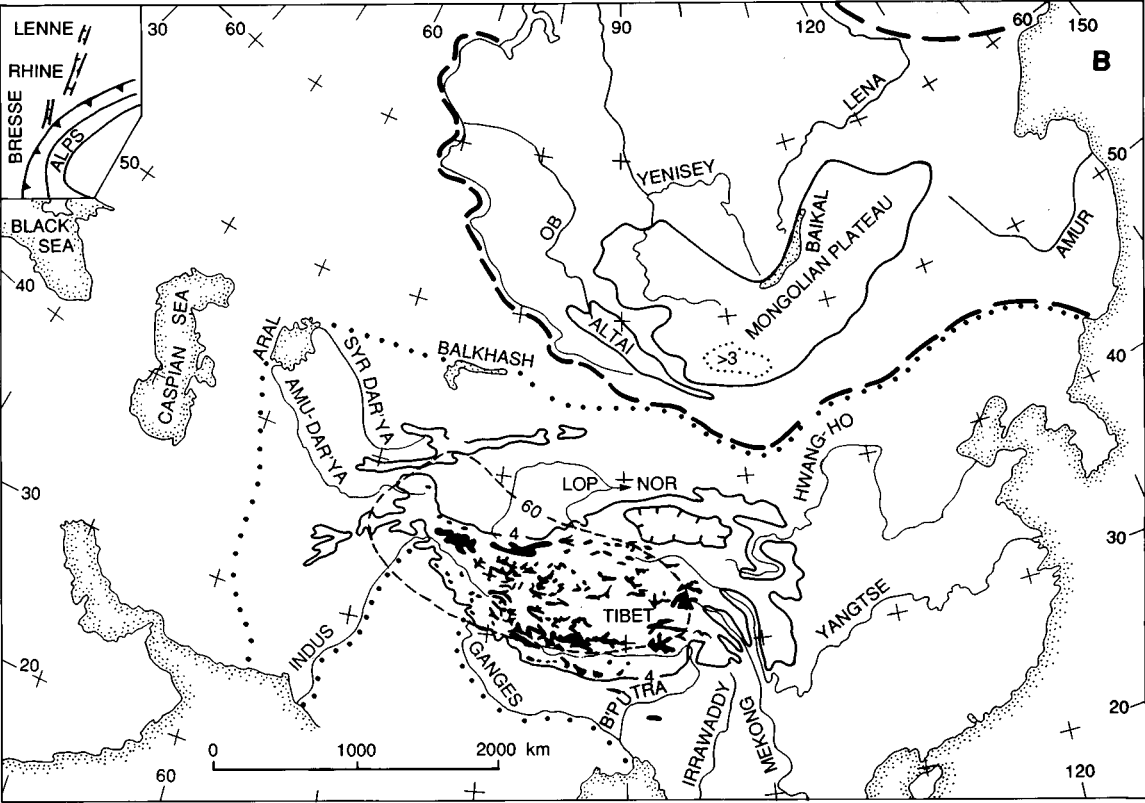 LENNE
RHINE
BRESSE
ALPS
30
60
60
90
120
60
150
B
50
50
LENA
YENISEY
OB
BAIKAL
MONGOLIAN PLATEAU
AMUR
BLACK
SEA
40
CASPIAN SEA
ARAL
SYR DAR'YA
AMU-DAR'YA
BALKHASH
ALTAI
>3
40
HWANG-HO
LOP NOR
30
60
4
30
TIBET
YANGTSE
INDUS
GANGES
4
B'PUTRA
IRRAWADDY
MEKONG
20
20
0 1000 2000 km
60
120